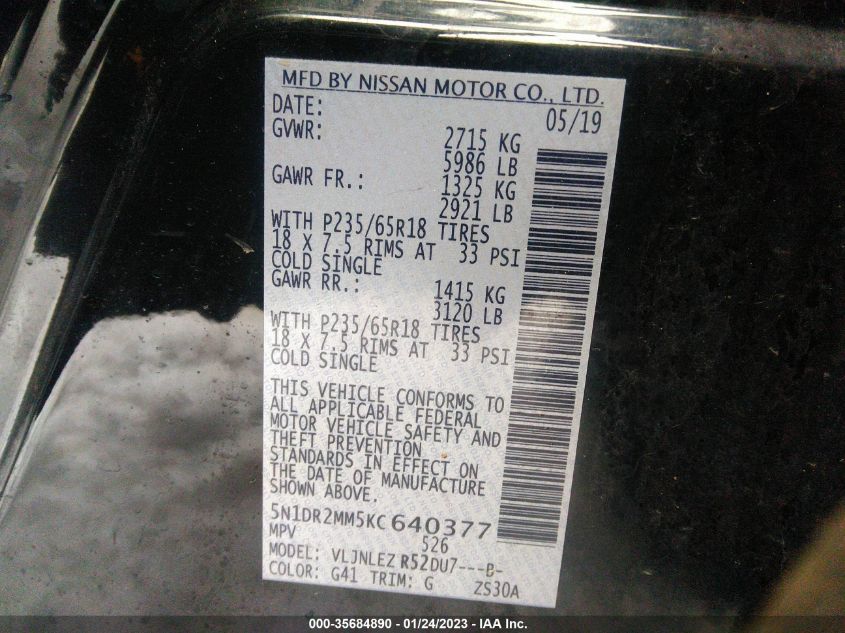 MFD BY NISSAN MOTOR CO., LTD.
DATE: 05/19
GVWR: 2715 KG
5986 LB
GAWR FR.: 1325 KG
2921 LB
WITH P235/65R18 TIRES
18 X 7.5 RIMS AT 33 PSI
COLD SINGLE
GAWR RR.: 1415 KG
3120 LB
WITH P235/65R18 TIRES
18 X 7.5 RIMS AT 33 PSI
COLD SINGLE
THIS VEHICLE CONFORMS TO
ALL APPLICABLE FEDERAL
MOTOR VEHICLE SAFETY AND
THEFT PREVENTION
STANDARDS IN EFFECT ON
THE DATE OF MANUFACTURE
SHOWN ABOVE.
5N1DR2MM5KC640377
MPV 526
MODEL: VLJNLEZ R52DU7---B-
COLOR: G41 TRIM: G ZS30A
000-35684890 - 01/24/2023 - IAA Inc.